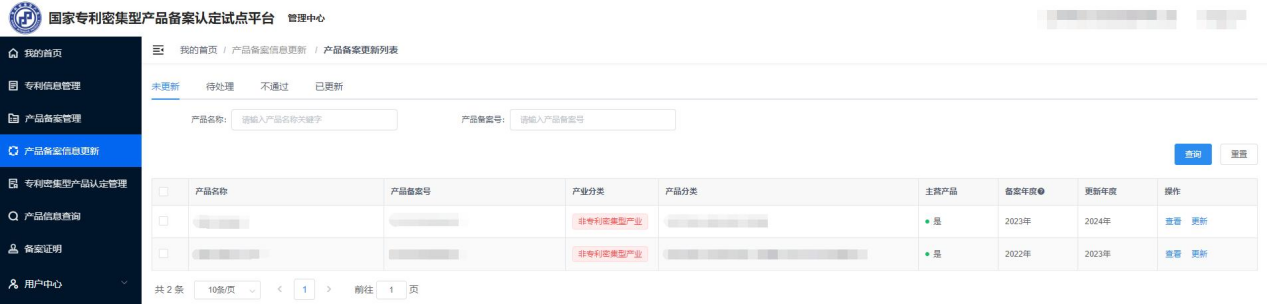 国家专利密集型产品备案认定试点平台 管理中心
我的首页
专利信息管理
产品备案管理
产品备案信息更新
专利密集型产品认定管理
产品信息查询
备案证明
用户中心
我的首页 / 产品备案信息更新 / 产品备案更新列表
未更新 待处理 不通过 已更新
产品名称: 请输入产品名称关键字 产品备案号: 请输入产品备案号
查询 重置
产品名称 产品备案号 产业分类 产品分类 主营产品 备案年度 更新年度 操作
非专利密集型产业 是 2023年 2024年 查看 更新
非专利密集型产业 是 2022年 2023年 查看 更新
共 2 条 10条/页 < 1 > 前往 1 页